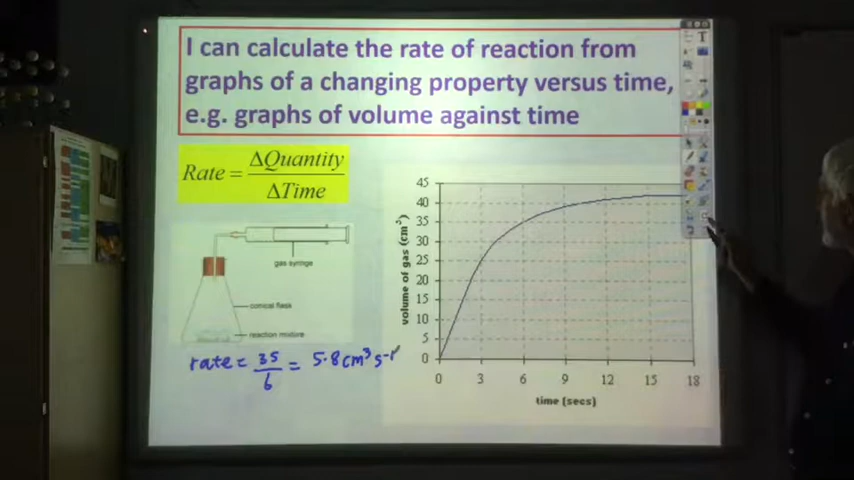 I can calculate the rate of reaction from
graphs of a changing property versus time,
e.g. graphs of volume against time
Rate = ΔQuantity
ΔTime
gas syringe
conical flask
reaction mixture
rate = 35 = 5.8 cm³ s-1
6
volume of gas (cm³)
45
40
35
30
25
20
15
10
5
0
0 3 6 9 12 15 18
time (secs)
T